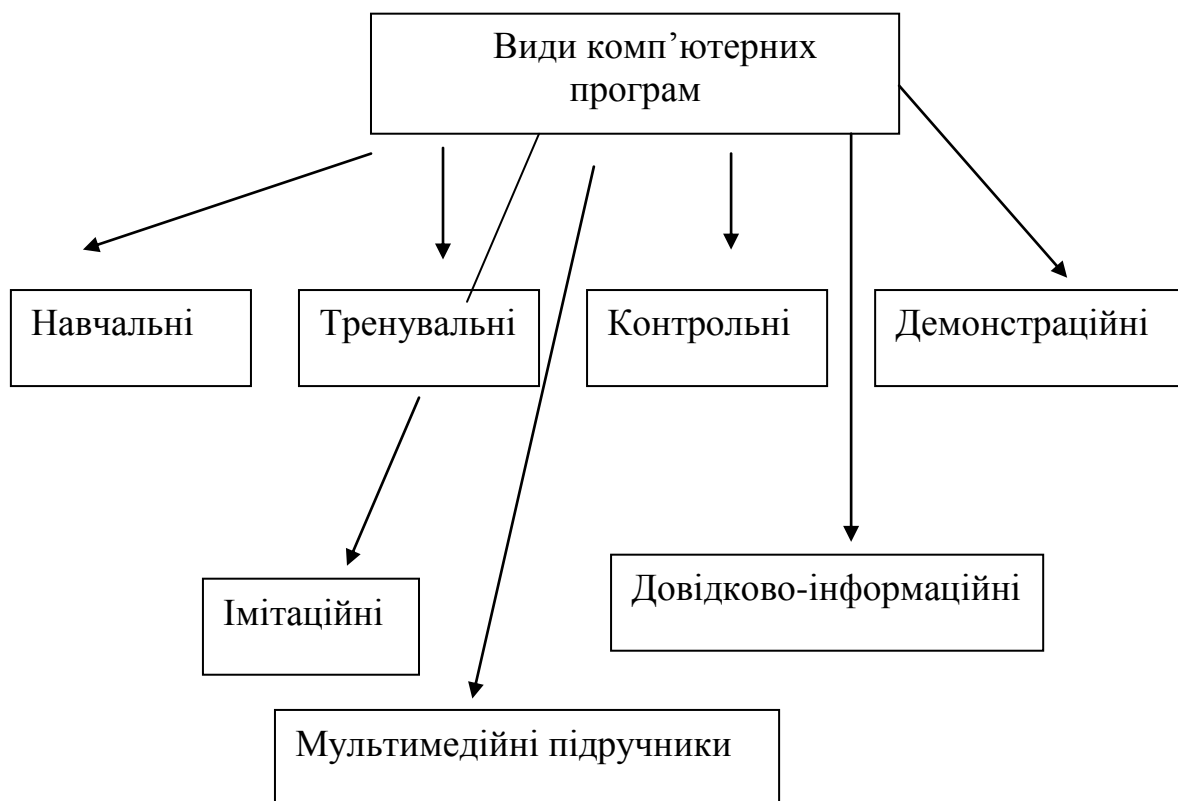 Види комп’ютерних
програм
Навчальні
Тренувальні
Контрольні
Демонстраційні
Імітаційні
Довідково-інформаційні
Мультимедійні підручники